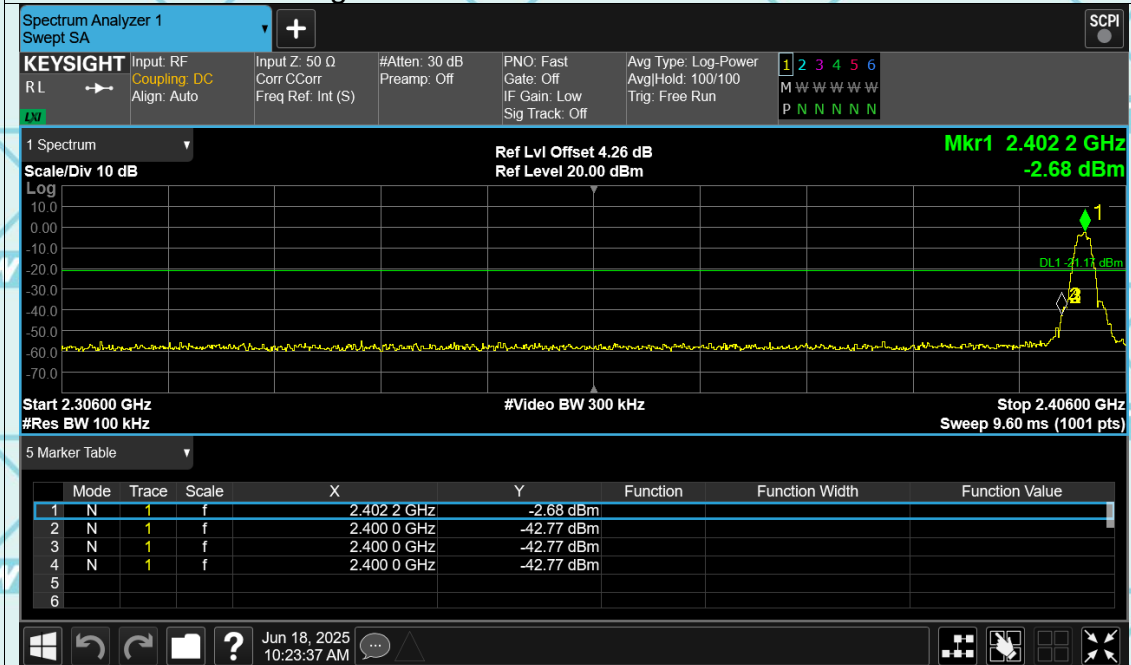 Spectrum Analyzer 1
Swept SA
+
SCPI
KEYSIGHT
RL
LXI
Input: RF
Coupling: DC
Align: Auto
Input Z: 50 Ω
Corr CCorr
Freq Ref: Int (S)
#Atten: 30 dB
Preamp: Off
PNO: Fast
Gate: Off
IF Gain: Low
Sig Track: Off
Avg Type: Log-Power
Avg|Hold: 100/100
Trig: Free Run
1 2 3 4 5 6
M W W W W W
P N N N N N
1 Spectrum
Scale/Div 10 dB
Ref Lvl Offset 4.26 dB
Ref Level 20.00 dBm
Mkr1 2.402 2 GHz
-2.68 dBm
Log
10.0
0.00
-10.0
-20.0
-30.0
-40.0
-50.0
-60.0
-70.0
1
DL1 -21.17 dBm
Start 2.30600 GHz
#Video BW 300 kHz
Stop 2.40600 GHz
#Res BW 100 kHz
Sweep 9.60 ms (1001 pts)
5 Marker Table
Mode Trace Scale X Y Function Function Width Function Value
1 N 1 f 2.402 2 GHz -2.68 dBm
2 N 1 f 2.400 0 GHz -42.77 dBm
3 N 1 f 2.400 0 GHz -42.77 dBm
4 N 1 f 2.400 0 GHz -42.77 dBm
5
6
?
Jun 18, 2025
10:23:37 AM